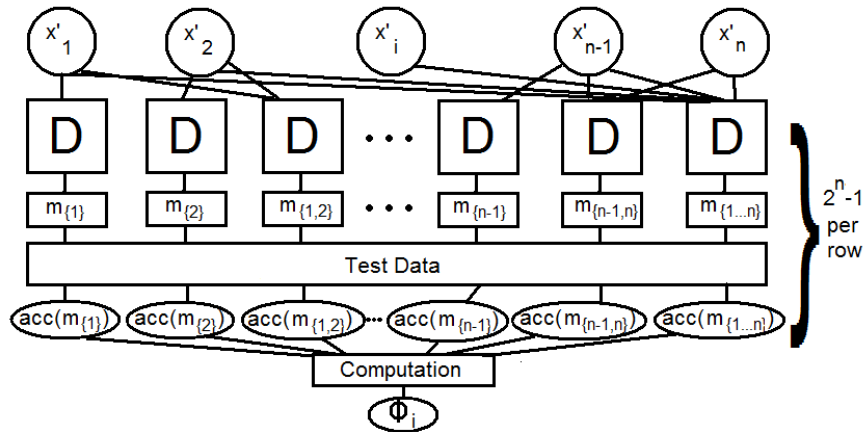 x'1 x'2 x'i x'n-1 x'n
D D D ••• D D D
m{1} m{2} m{1,2} ••• m{n-1} m{n-1,n} m{1...n}
2^n-1
per
row
Test Data
acc(m{1}) acc(m{2}) acc(m{1,2}) ••• acc(m{n-1}) acc(m{n-1,n}) acc(m{1...n})
Computation
Φi